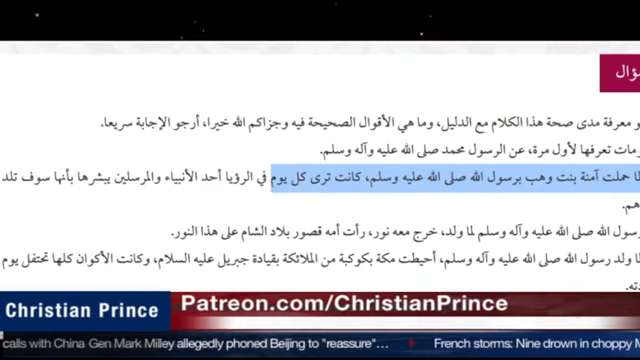 ؤال
و معرفة مدى صحة هذا الكلام مع الدليل، وما هي الأقوال الصحيحة فيه وجزاكم الله خيرا، أرجو الإجابة سريعا.
ومات تعرفها لأول مرة، عن الرسول محمد صلى الله عليه وآله وسلم.
ا حملت آمنة بنت وهب برسول الله صلى الله عليه وسلم، كانت ترى كل يوم في الرؤيا أحد الأنبياء والمرسلين يبشرها بأنها سوف تلد
هم.
سول الله صلى الله عليه وآله وسلم لما ولد، خرج معه نور، رأت أمه قصور بلاد الشام على هذا النور.
ا ولد رسول الله صلى الله عليه وآله وسلم، أحيطت مكة بكوكبة من الملائكة بقيادة جبريل عليه السلام، وكانت الأكوان كلها تحتفل يوم
دته.
Christian Prince
Patreon.com/ChristianPrince
calls with China Gen Mark Milley allegedly phoned Beijing to "reassure"... French storms: Nine drown in choppy M